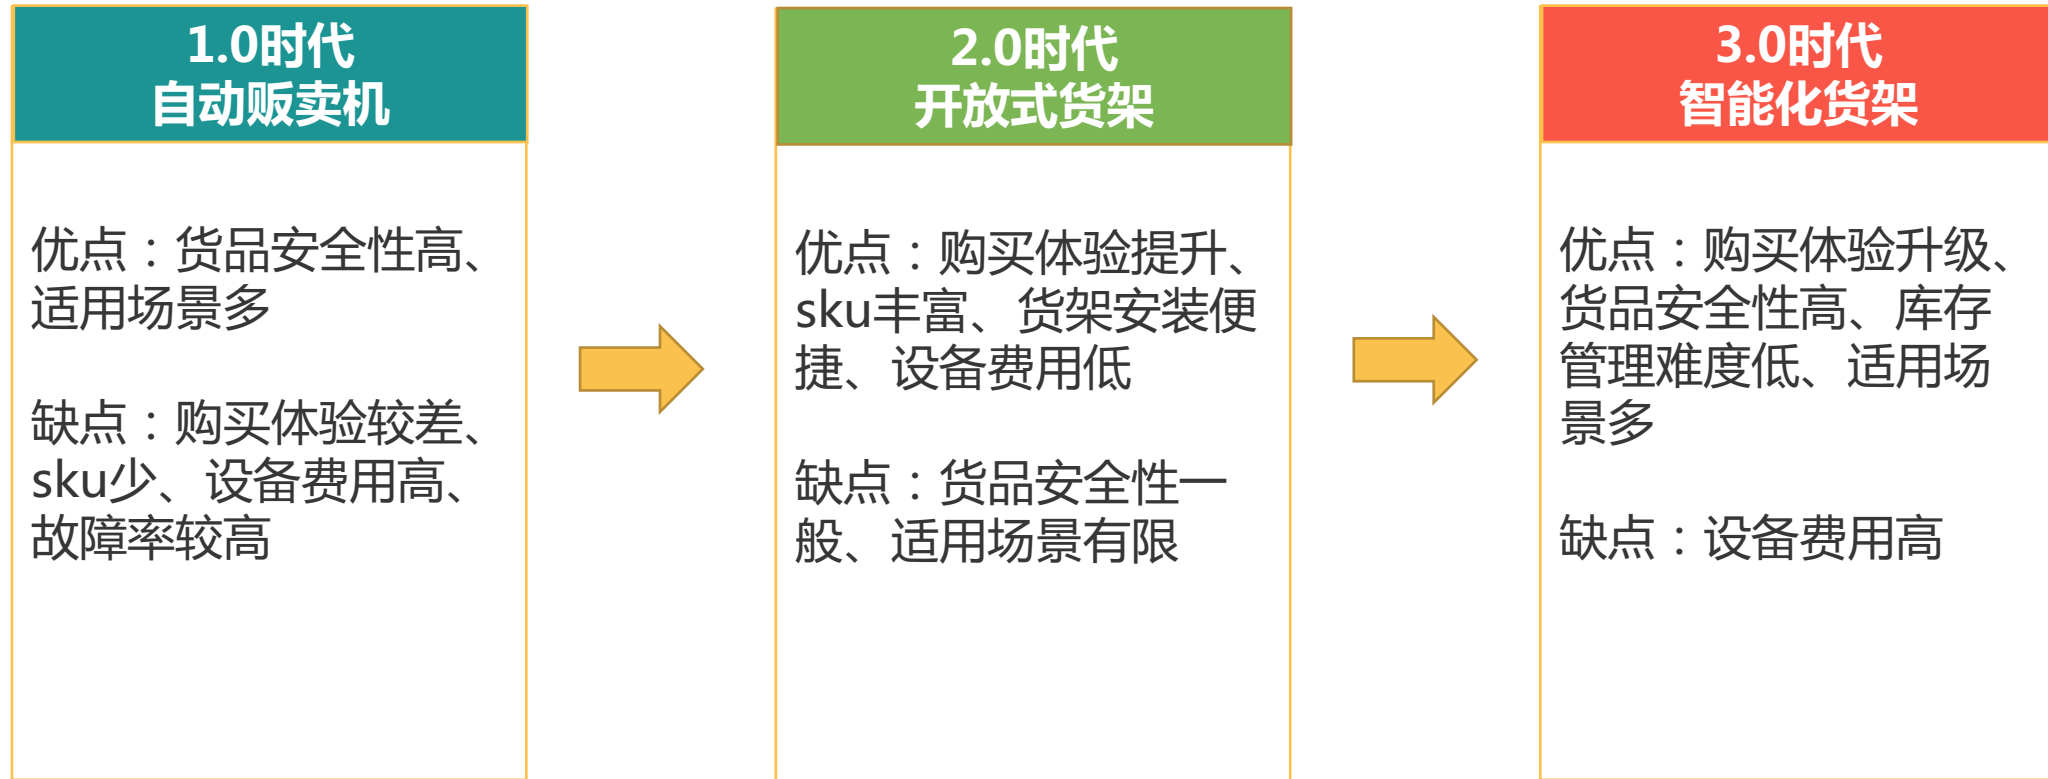 1.0时代
自动贩卖机
优点：货品安全性高、
适用场景多
缺点：购买体验较差、
sku少、设备费用高、
故障率较高
2.0时代
开放式货架
优点：购买体验提升、
sku丰富、货架安装便
捷、设备费用低
缺点：货品安全性一
般、适用场景有限
3.0时代
智能化货架
优点：购买体验升级、
货品安全性高、库存
管理难度低、适用场
景多
缺点：设备费用高